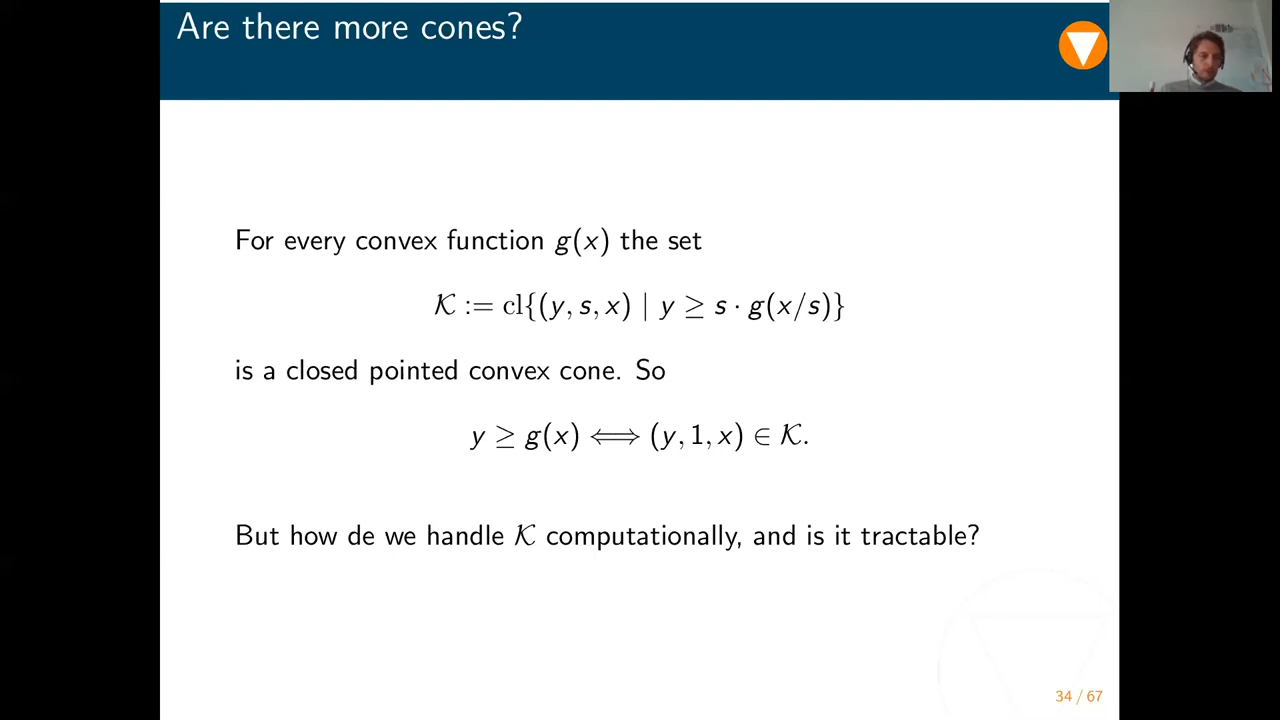 Are there more cones?
For every convex function g(x) the set
𝒦 := cl{(y, s, x) | y ≥ s · g(x/s)}
is a closed pointed convex cone. So
y ≥ g(x) ⟺ (y, 1, x) ∈ 𝒦.
But how de we handle 𝒦 computationally, and is it tractable?
34 / 67